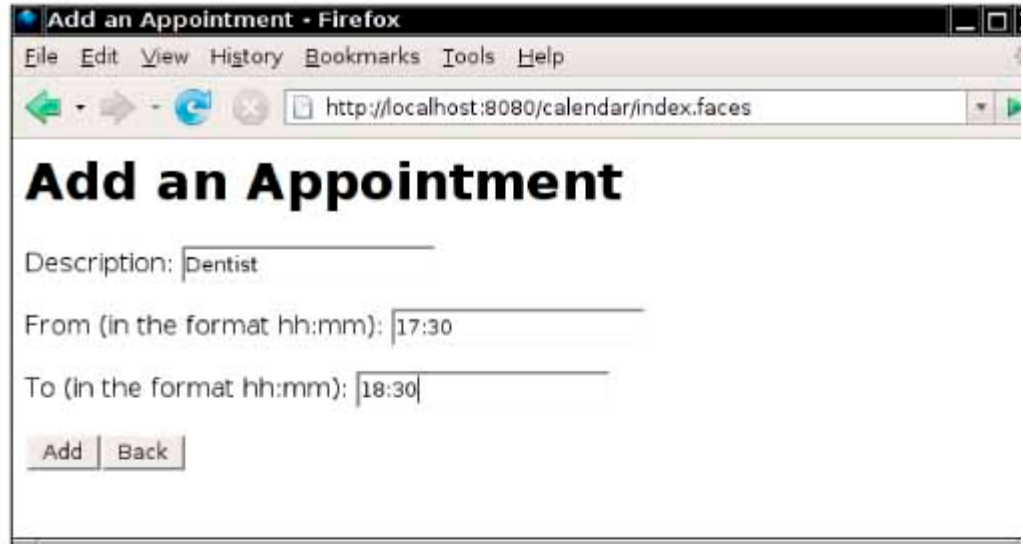 Add an Appointment • Firefox
File Edit View History Bookmarks Tools Help
http://localhost:8080/calendar/index.faces
Add an Appointment
Description: Dentist
From (in the format hh:mm): 17:30
To (in the format hh:mm): 18:30
Add Back